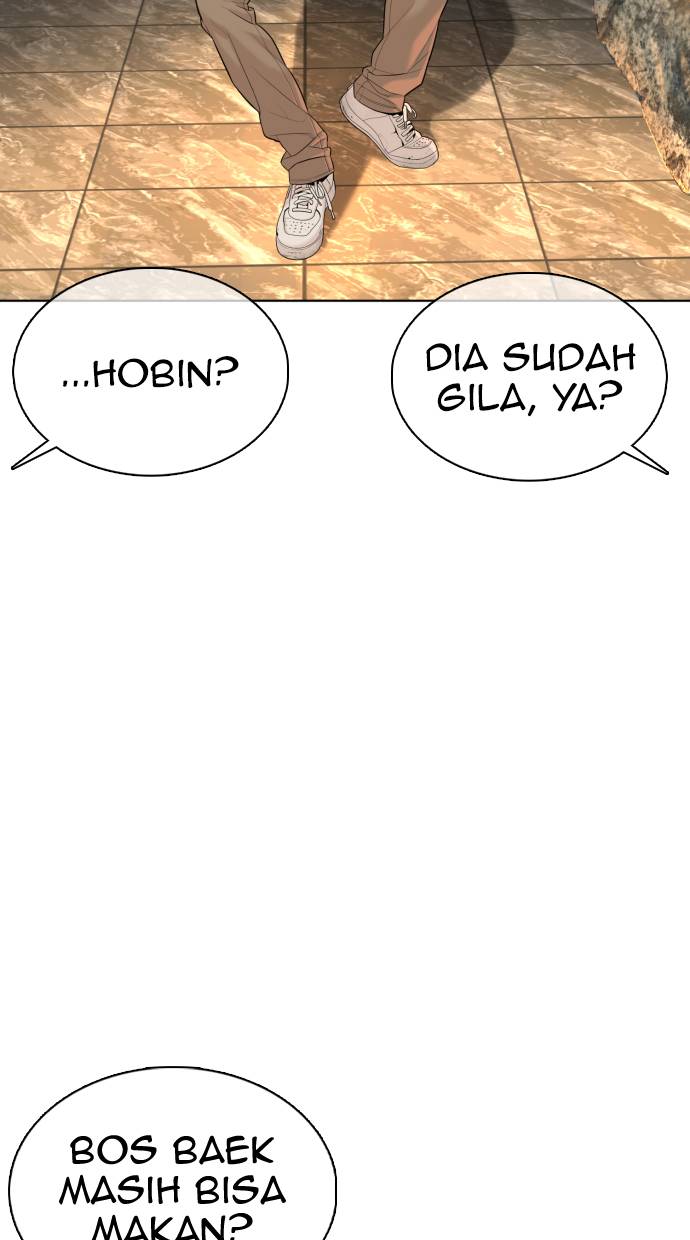 ...HOBIN?
DIA SUDAH
GILA, YA?
BOS BAEK
MASIH BISA
MAKAN?